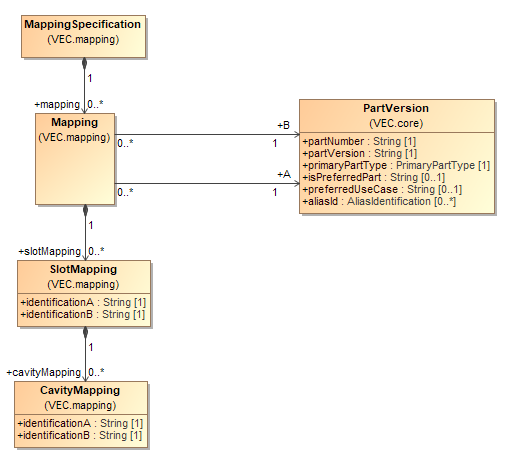 MappingSpecification
(VEC.mapping)
1
+mapping 0..*
Mapping
(VEC.mapping)
0..*
+B
1
0..*
+A
1
PartVersion
(VEC.core)
+partNumber : String [1]
+partVersion : String [1]
+primaryPartType : PrimaryPartType [1]
+isPreferredPart : String [0..1]
+preferredUseCase : String [0..1]
+aliasId : AliasIdentification [0..*]
1
+slotMapping 0..*
SlotMapping
(VEC.mapping)
+identificationA : String [1]
+identificationB : String [1]
1
+cavityMapping 0..*
CavityMapping
(VEC.mapping)
+identificationA : String [1]
+identificationB : String [1]